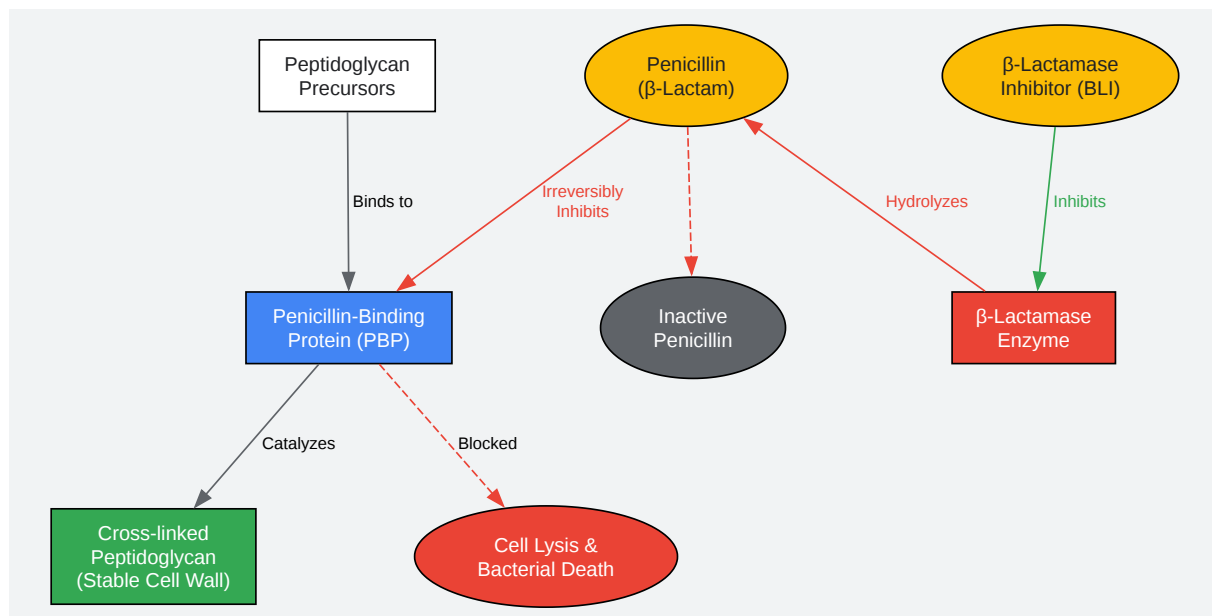 Peptidoglycan
Precursors
Penicillin
(β-Lactam)
β-Lactamase
Inhibitor (BLI)
Binds to
Irreversibly
Inhibits
Hydrolyzes
Inhibits
Penicillin-Binding
Protein (PBP)
Inactive
Penicillin
β-Lactamase
Enzyme
Catalyzes
Blocked
Cross-linked
Peptidoglycan
(Stable Cell Wall)
Cell Lysis &
Bacterial Death